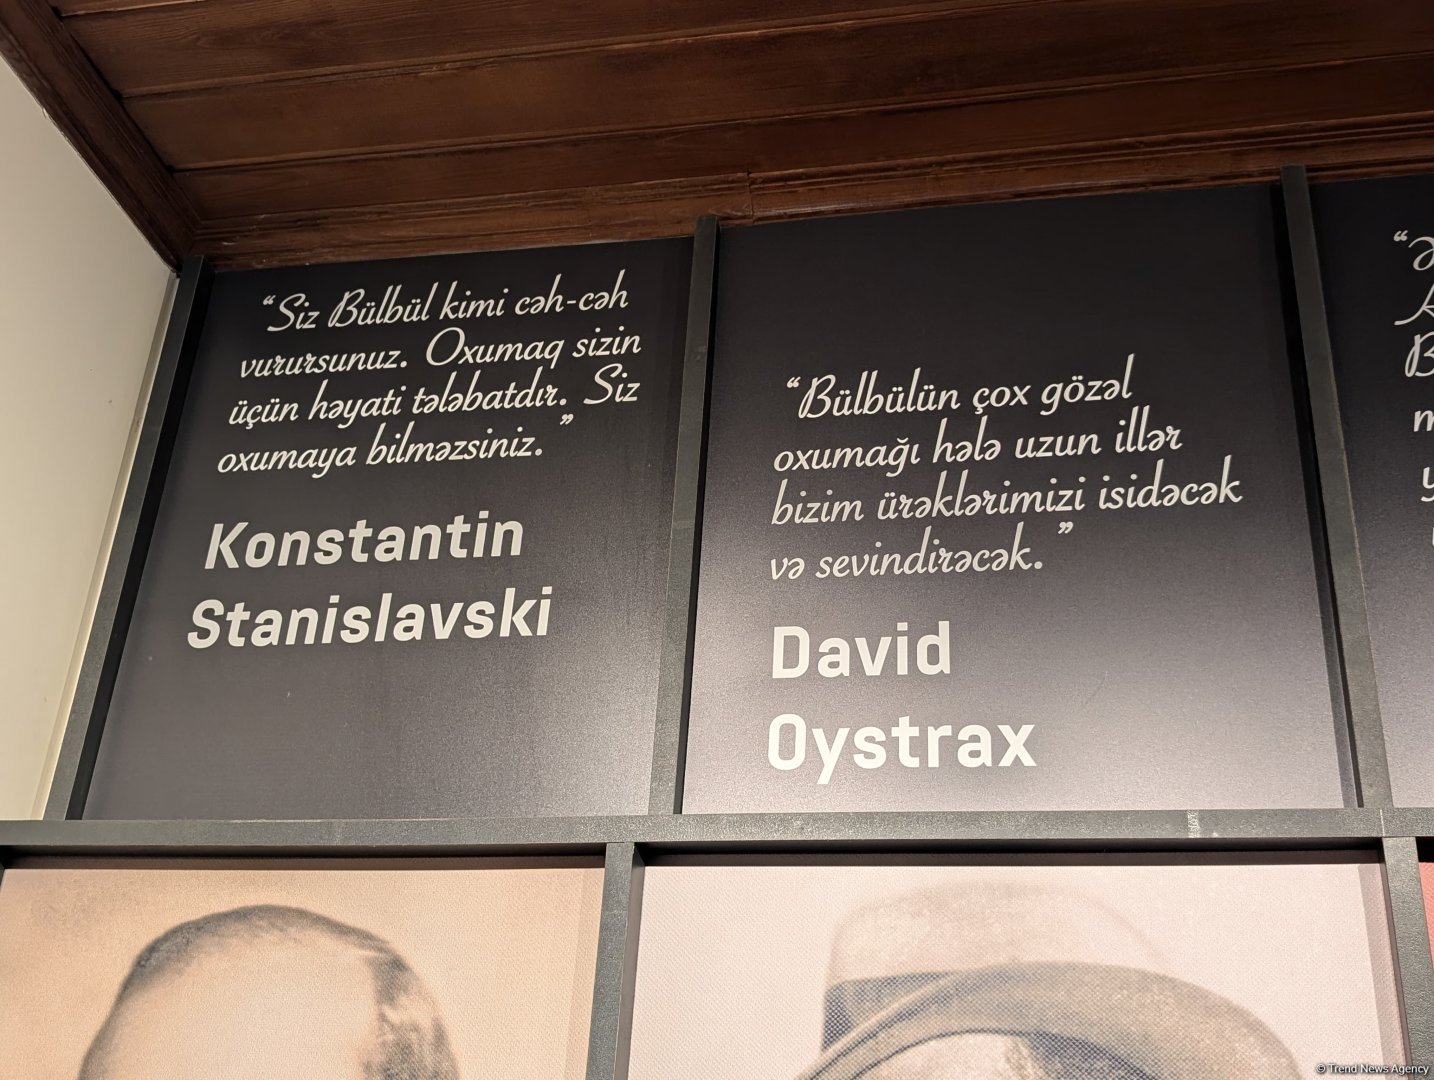 “Siz Bülbül kimi cəh-cəh
vurursunuz. Oxumaq sizin
üçün həyati tələbatdır. Siz
oxumaya bilməzsiniz.”
Konstantin
Stanislavski
“Bülbülün çox gözəl
oxumağı hələ uzun illər
bizim ürəklərimizi isidəcək
və sevindirəcək.”
David
Oystrax
© Trend News Agency